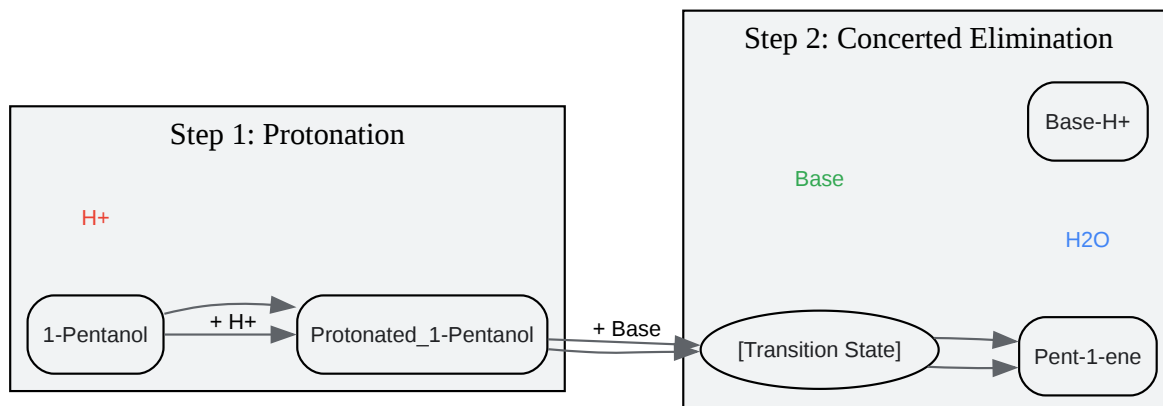 Step 1: Protonation
H+
1-Pentanol
+ H+
Protonated_1-Pentanol
+ Base
Step 2: Concerted Elimination
Base-H+
Base
H2O
[Transition State]
Pent-1-ene